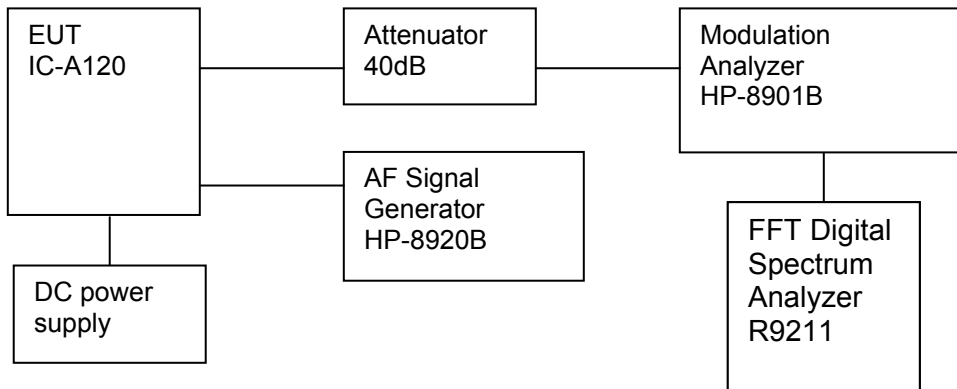 EUT
IC-A120
Attenuator
40dB
Modulation
Analyzer
HP-8901B
AF Signal
Generator
HP-8920B
FFT Digital
Spectrum
Analyzer
R9211
DC power
supply